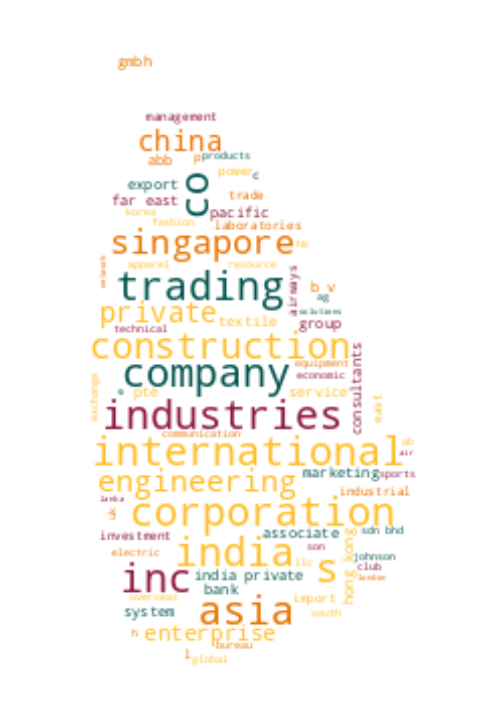 gmbh
management
china
abb
p
products
power
c
export
co
far east
trade
korea
pacific
fashion
laboratories
singapore
hk
apparel
resource
network
trading
airways
b v
ag
private
solutions
textile
group
technical
construction
equipment
company
economic
consultants
exchange
pte
service
east
industries
communication
international
ab
air
engineering
marketing
sports
industrial
lanka
corporation
uk
investment
associate
sdn bhd
hong kong
electric
india
son
johnson
llc
s
club
london
inc
india private
bank
overseas
import
system
asia
south
h
enterprise
bureau
l
global